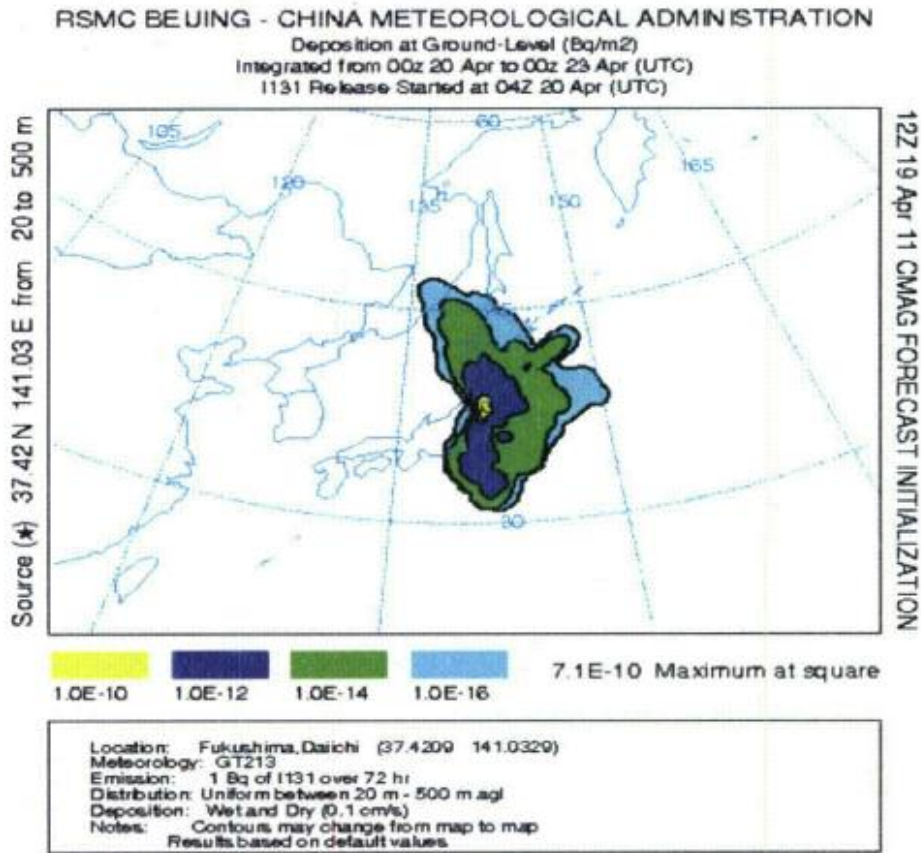 RSMC BEIJING - CHINA METEOROLOGICAL ADMINISTRATION
Deposition at Ground-Level (Bq/m2)
Integrated from 00z 20 Apr to 00z 23 Apr (UTC)
I131 Release Started at 04Z 20 Apr (UTC)
Source (★) 37.42 N 141.03 E from 20 to 500 m
12Z 19 Apr 11 CMAG FORECAST INITIALIZATION
105
60
165
120
135
150
30
1.0E-10 1.0E-12 1.0E-14 1.0E-16 7.1E-10 Maximum at square
Location: Fukushima,Daiichi (37.4209 141.0329)
Meteorology: GT213
Emission: 1 Bq of I131 over 72 hr
Distribution: Uniform between 20 m - 500 m agl
Deposition: Wet and Dry (0.1 cm/s)
Notes: Contours may change from map to map
Results based on default values